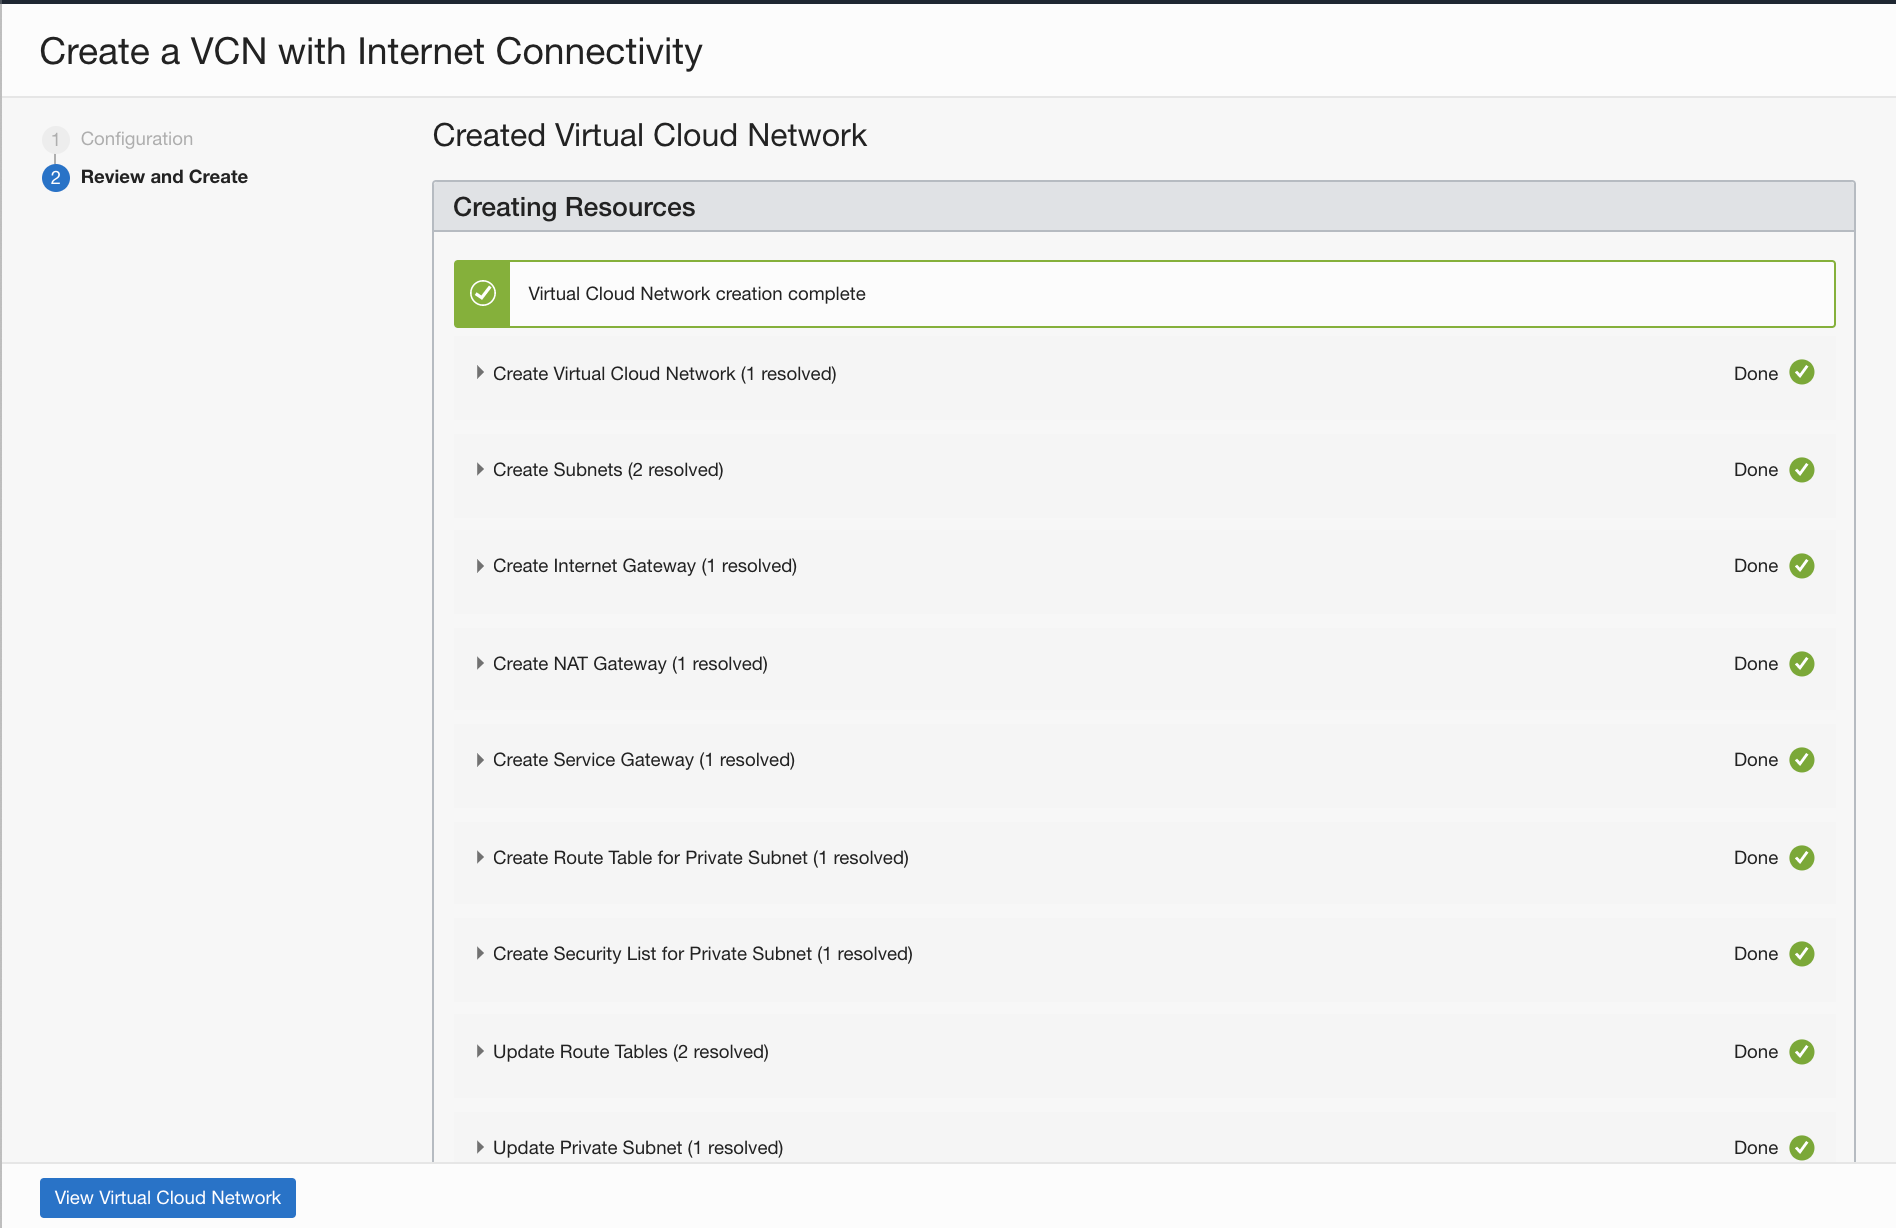 Create a VCN with Internet Connectivity
1 Configuration
2 Review and Create
Created Virtual Cloud Network
Creating Resources
Virtual Cloud Network creation complete
Create Virtual Cloud Network (1 resolved) Done
Create Subnets (2 resolved) Done
Create Internet Gateway (1 resolved) Done
Create NAT Gateway (1 resolved) Done
Create Service Gateway (1 resolved) Done
Create Route Table for Private Subnet (1 resolved) Done
Create Security List for Private Subnet (1 resolved) Done
Update Route Tables (2 resolved) Done
Update Private Subnet (1 resolved) Done
View Virtual Cloud Network